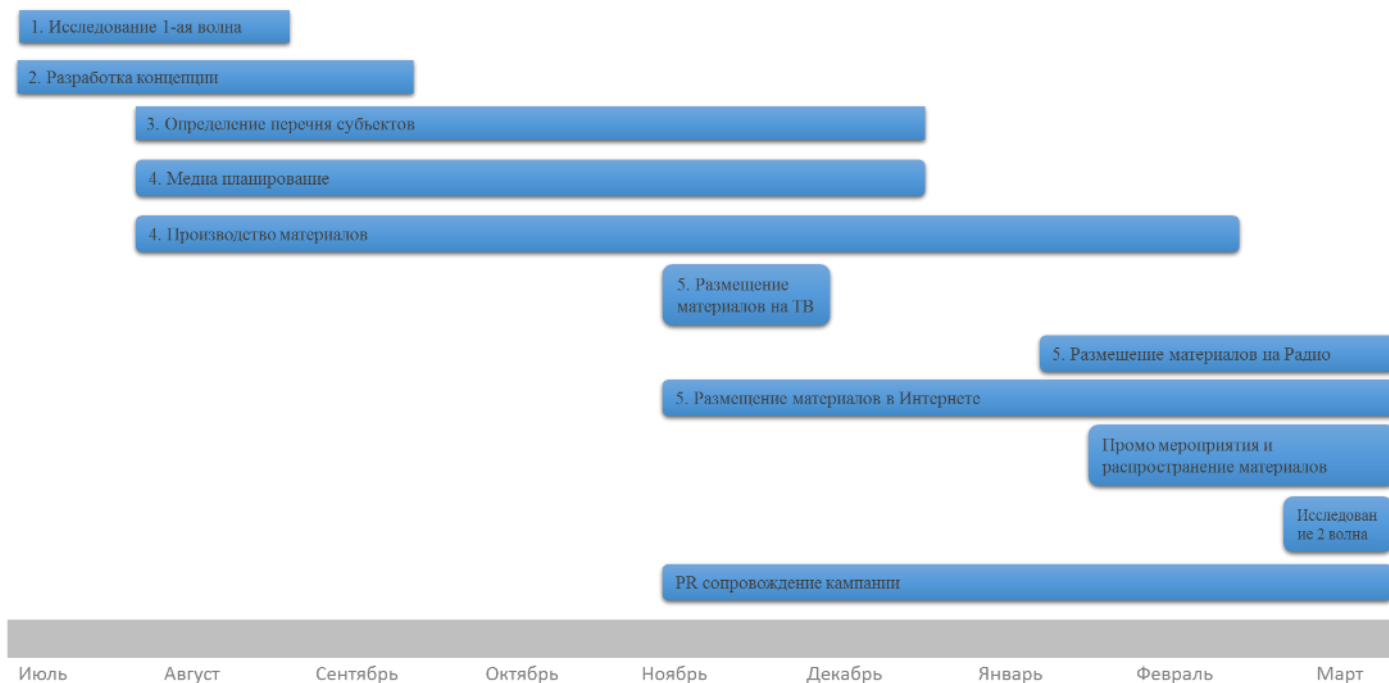 1. Исследование 1-ая волна
2. Разработка концепции
3. Определение перечня субъектов
4. Медиа планирование
4. Производство материалов
5. Размещение
материалов на ТВ
5. Размещение материалов на Радио
5. Размещение материалов в Интернете
Промо мероприятия и
распространение материалов
Исследован
ие 2 волна
PR сопровождение кампании
Июль Август Сентябрь Октябрь Ноябрь Декабрь Январь Февраль Март